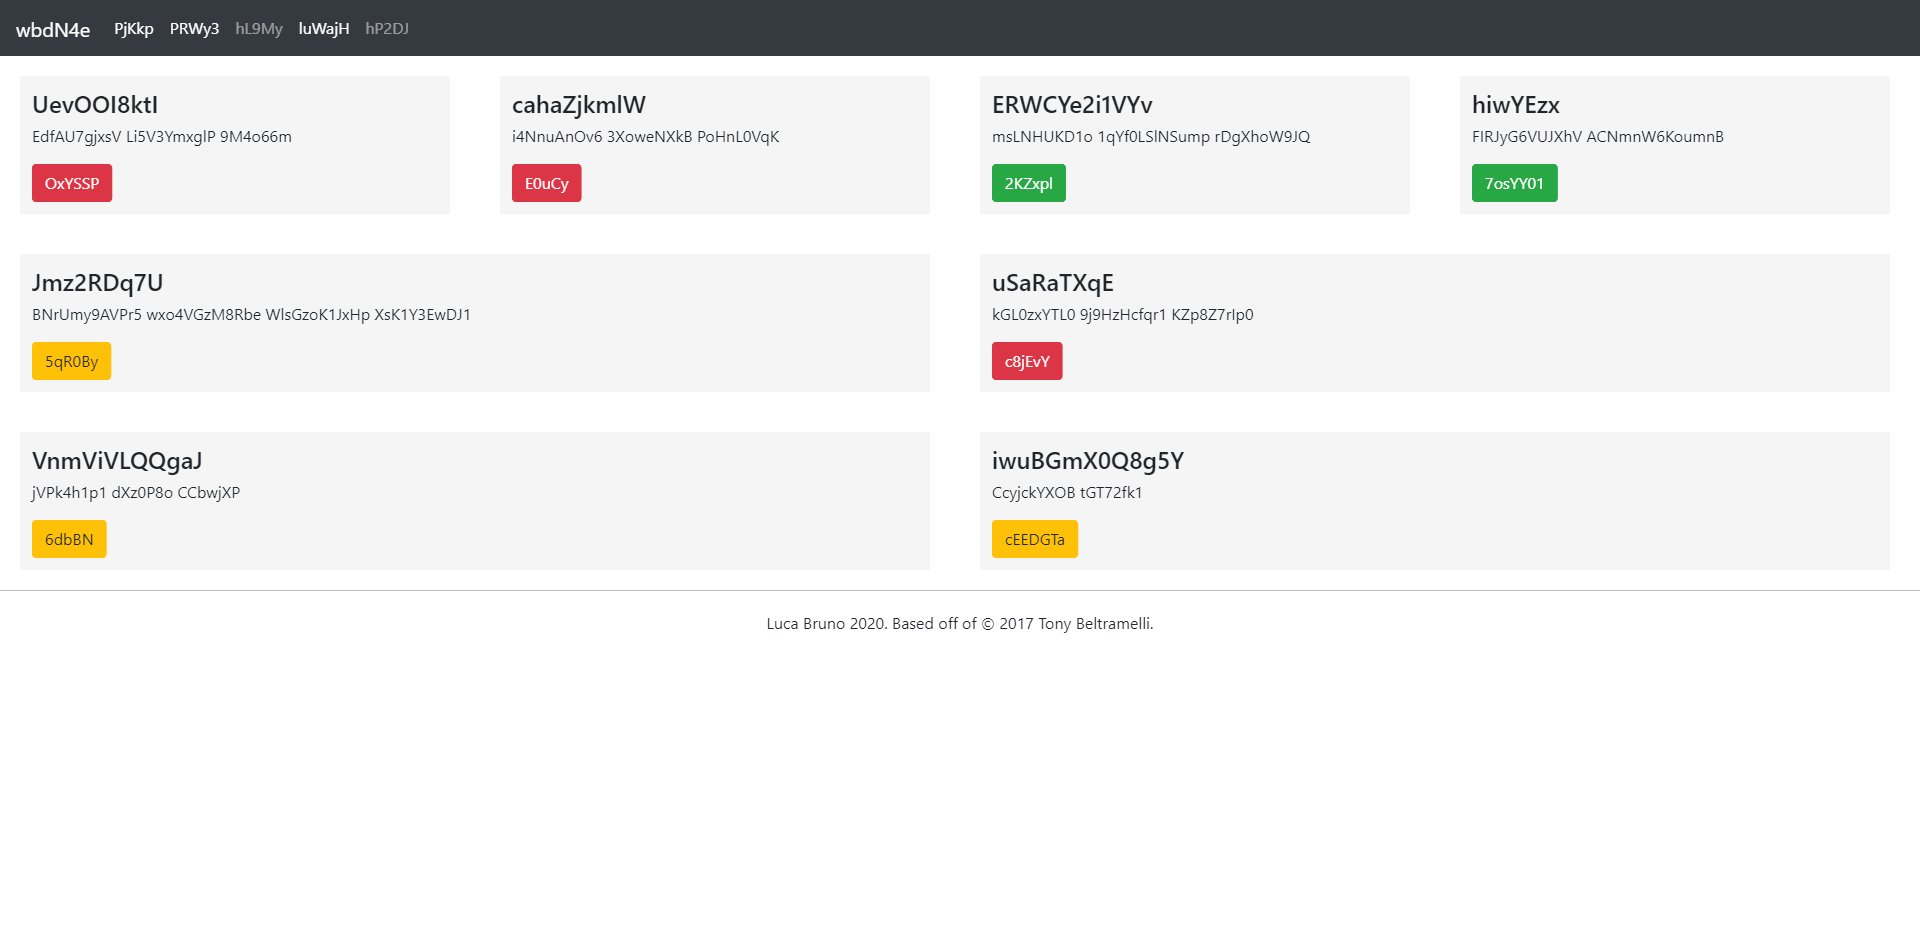 wbdN4e PjKkp PRWy3 hL9My luWajH hP2DJ
UevOOI8ktI
EdfAU7gjxsV Li5V3YmxglP 9M4o66m
OxYSSP
cahaZjkmlW
i4NnuAnOv6 3XoweNXkB PoHnL0VqK
E0uCy
ERWCYe2i1VYv
msLNHUKD1o 1qYf0LSlNSump rDgXhoW9JQ
2KZxpl
hiwYEzx
FIRJyG6VUJXhV ACNmnW6KoumnB
7osYY01
Jmz2RDq7U
BNrUmy9AVPr5 wxo4VGzM8Rbe WlsGzoK1JxHp XsK1Y3EwDJ1
5qR0By
uSaRaTXqE
kGL0zxYTL0 9j9HzHcfqr1 KZp8Z7rIp0
c8jEvY
VnmViVLQQgaJ
jVPk4h1p1 dXz0P8o CCbwjXP
6dbBN
iwuBGmX0Q8g5Y
CcyjckYXOB tGT72fk1
cEEDGTa
Luca Bruno 2020. Based off of © 2017 Tony Beltramelli.